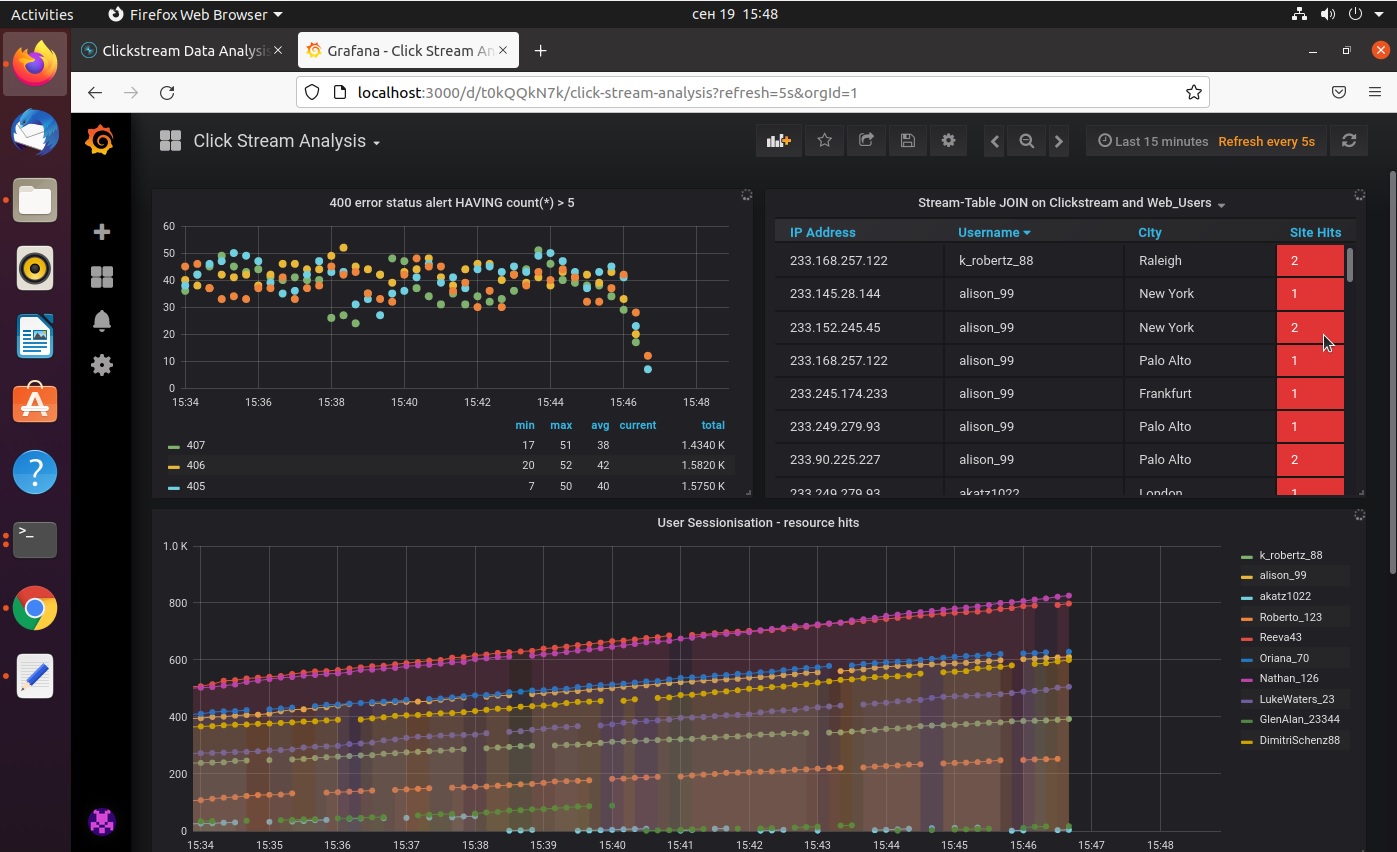 Activities Firefox Web Browser сен 19 15:48
Clickstream Data Analysis Grafana - Click Stream An
localhost:3000/d/t0kQQkN7k/click-stream-analysis?refresh=5s&orgId=1
Click Stream Analysis Last 15 minutes Refresh every 5s
400 error status alert HAVING count(*) > 5
60
50
40
30
20
10
0
15:34 15:36 15:38 15:40 15:42 15:44 15:46 15:48
min max avg current total
407 17 51 38 1.4340 K
406 20 52 42 1.5820 K
405 7 50 40 1.5750 K
Stream-Table JOIN on Clickstream and Web_Users
IP Address Username City Site Hits
233.168.257.122 k_robertz_88 Raleigh 2
233.145.28.144 alison_99 New York 1
233.152.245.45 alison_99 New York 2
233.168.257.122 alison_99 Palo Alto 1
233.245.174.233 alison_99 Frankfurt 1
233.249.279.93 alison_99 Palo Alto 1
233.90.225.227 alison_99 Palo Alto 2
233.249.279.93 akatz1022 London 1
User Sessionisation - resource hits
1.0 K
800
600
400
200
0
15:34 15:35 15:36 15:37 15:38 15:39 15:40 15:41 15:42 15:43 15:44 15:45 15:46 15:47 15:48
k_robertz_88
alison_99
akatz1022
Roberto_123
Reeva43
Oriana_70
Nathan_126
LukeWaters_23
GlenAlan_23344
DimitriSchenz88